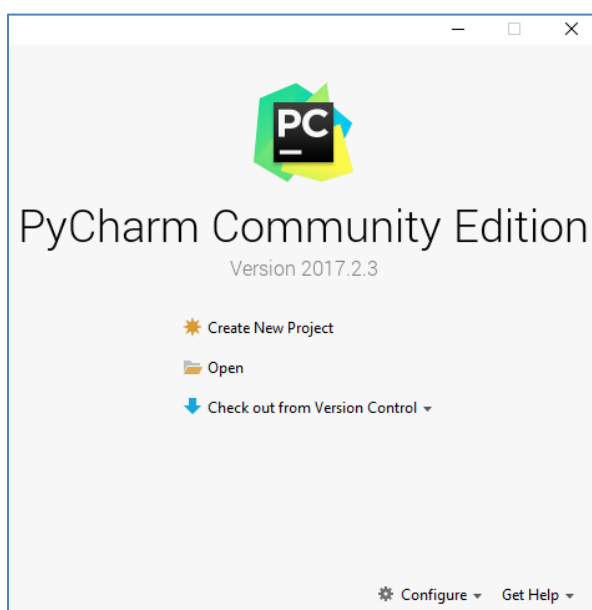 PC
PyCharm Community Edition
Version 2017.2.3
Create New Project
Open
Check out from Version Control
Configure Get Help